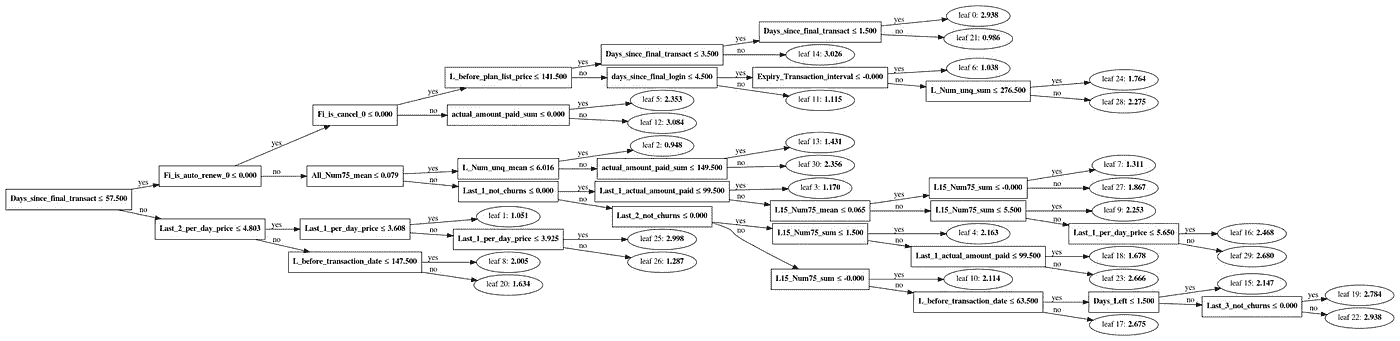 Days_since_final_transact ≤ 57.500
yes
no
Fi_is_auto_renew_0 ≤ 0.000
yes
no
Fi_is_cancel_0 ≤ 0.000
yes
no
L_before_plan_list_price ≤ 141.500
yes
no
Days_since_final_transact ≤ 3.500
yes
no
Days_since_final_transact ≤ 1.500
yes
no
leaf 0: 2.938
leaf 21: 0.986
leaf 14: 3.026
days_since_final_login ≤ 4.500
yes
no
Expiry_Transaction_interval ≤ -0.000
yes
no
leaf 6: 1.038
L_Num_unq_sum ≤ 276.500
yes
no
leaf 24: 1.764
leaf 28: 2.275
leaf 11: 1.115
actual_amount_paid_sum ≤ 0.000
yes
no
leaf 5: 2.353
leaf 12: 3.084
All_Num75_mean ≤ 0.079
yes
no
L_Num_unq_mean ≤ 6.016
yes
no
leaf 2: 0.948
actual_amount_paid_sum ≤ 149.500
yes
no
leaf 13: 1.431
leaf 30: 2.356
Last_1_not_churns ≤ 0.000
yes
no
Last_1_actual_amount_paid ≤ 99.500
yes
no
leaf 3: 1.170
L15_Num75_mean ≤ 0.065
yes
no
L15_Num75_sum ≤ -0.000
yes
no
leaf 7: 1.311
leaf 27: 1.867
L15_Num75_sum ≤ 5.500
yes
no
leaf 9: 2.253
Last_1_per_day_price ≤ 5.650
yes
no
leaf 16: 2.468
leaf 29: 2.680
Last_2_not_churns ≤ 0.000
yes
no
L15_Num75_sum ≤ 1.500
yes
no
leaf 4: 2.163
Last_1_actual_amount_paid ≤ 99.500
yes
no
leaf 18: 1.678
leaf 23: 2.666
L15_Num75_sum ≤ -0.000
yes
no
leaf 10: 2.114
L_before_transaction_date ≤ 63.500
yes
no
Days_Left ≤ 1.500
yes
no
leaf 15: 2.147
Last_3_not_churns ≤ 0.000
yes
no
leaf 19: 2.784
leaf 22: 2.938
leaf 17: 2.675
Last_2_per_day_price ≤ 4.803
yes
no
Last_1_per_day_price ≤ 3.608
yes
no
leaf 1: 1.051
Last_1_per_day_price ≤ 3.925
yes
no
leaf 25: 2.998
leaf 26: 1.287
L_before_transaction_date ≤ 147.500
yes
no
leaf 8: 2.005
leaf 20: 1.634